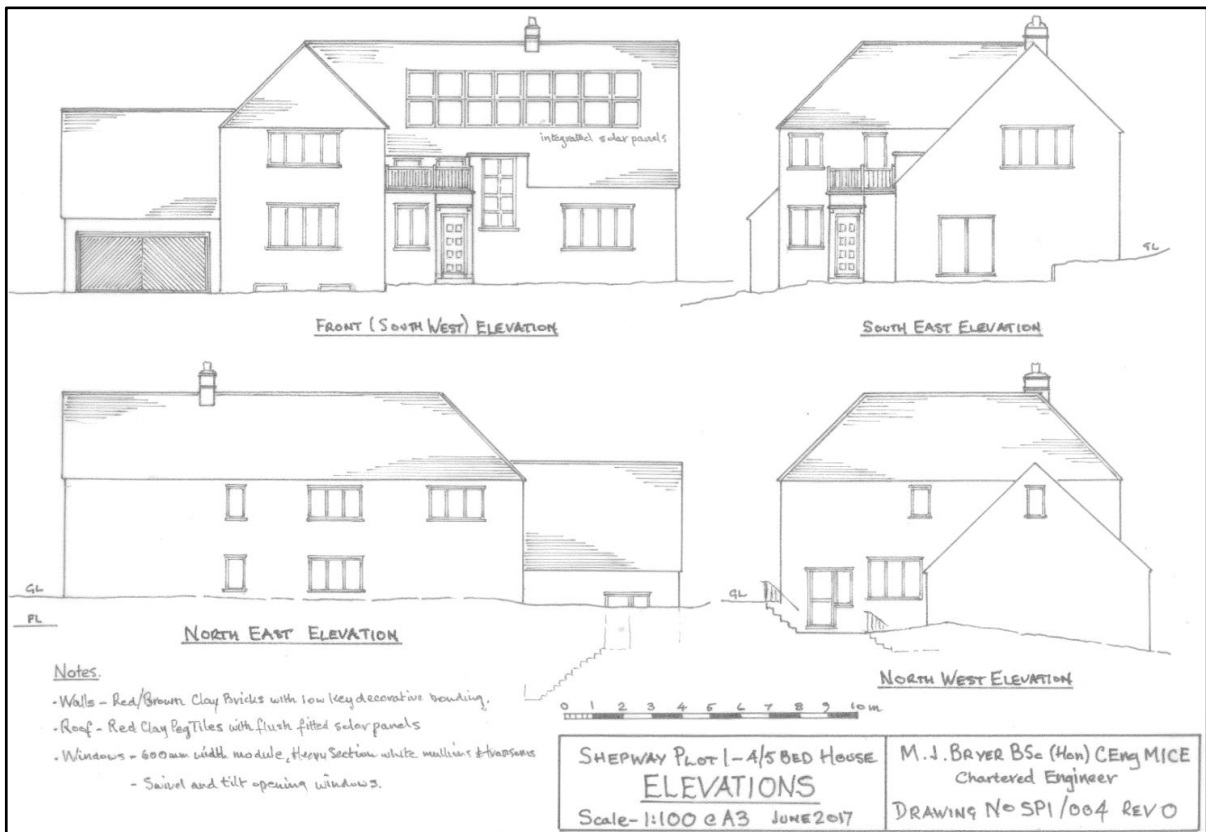 integrated solar panels
GL
FRONT (SOUTH WEST) ELEVATION
SOUTH EAST ELEVATION
GL
FL
GL
NORTH EAST ELEVATION
NORTH WEST ELEVATION
Notes.
- Walls - Red/Brown Clay Bricks with low key decorative bonding.
- Roof - Red Clay Peg Tiles with flush fitted solar panels
- Windows - 600mm width module, Heavy Section white mullions & transoms
- Swivel and tilt opening windows.
0 1 2 3 4 5 6 7 8 9 10m
SHEPWAY PLOT 1 - 4/5 BED HOUSE
ELEVATIONS
Scale - 1:100 @ A3 JUNE 2017
M.J. BRYER BSc (Hon) CEng MICE
Chartered Engineer
DRAWING No SP1/004 REV 0